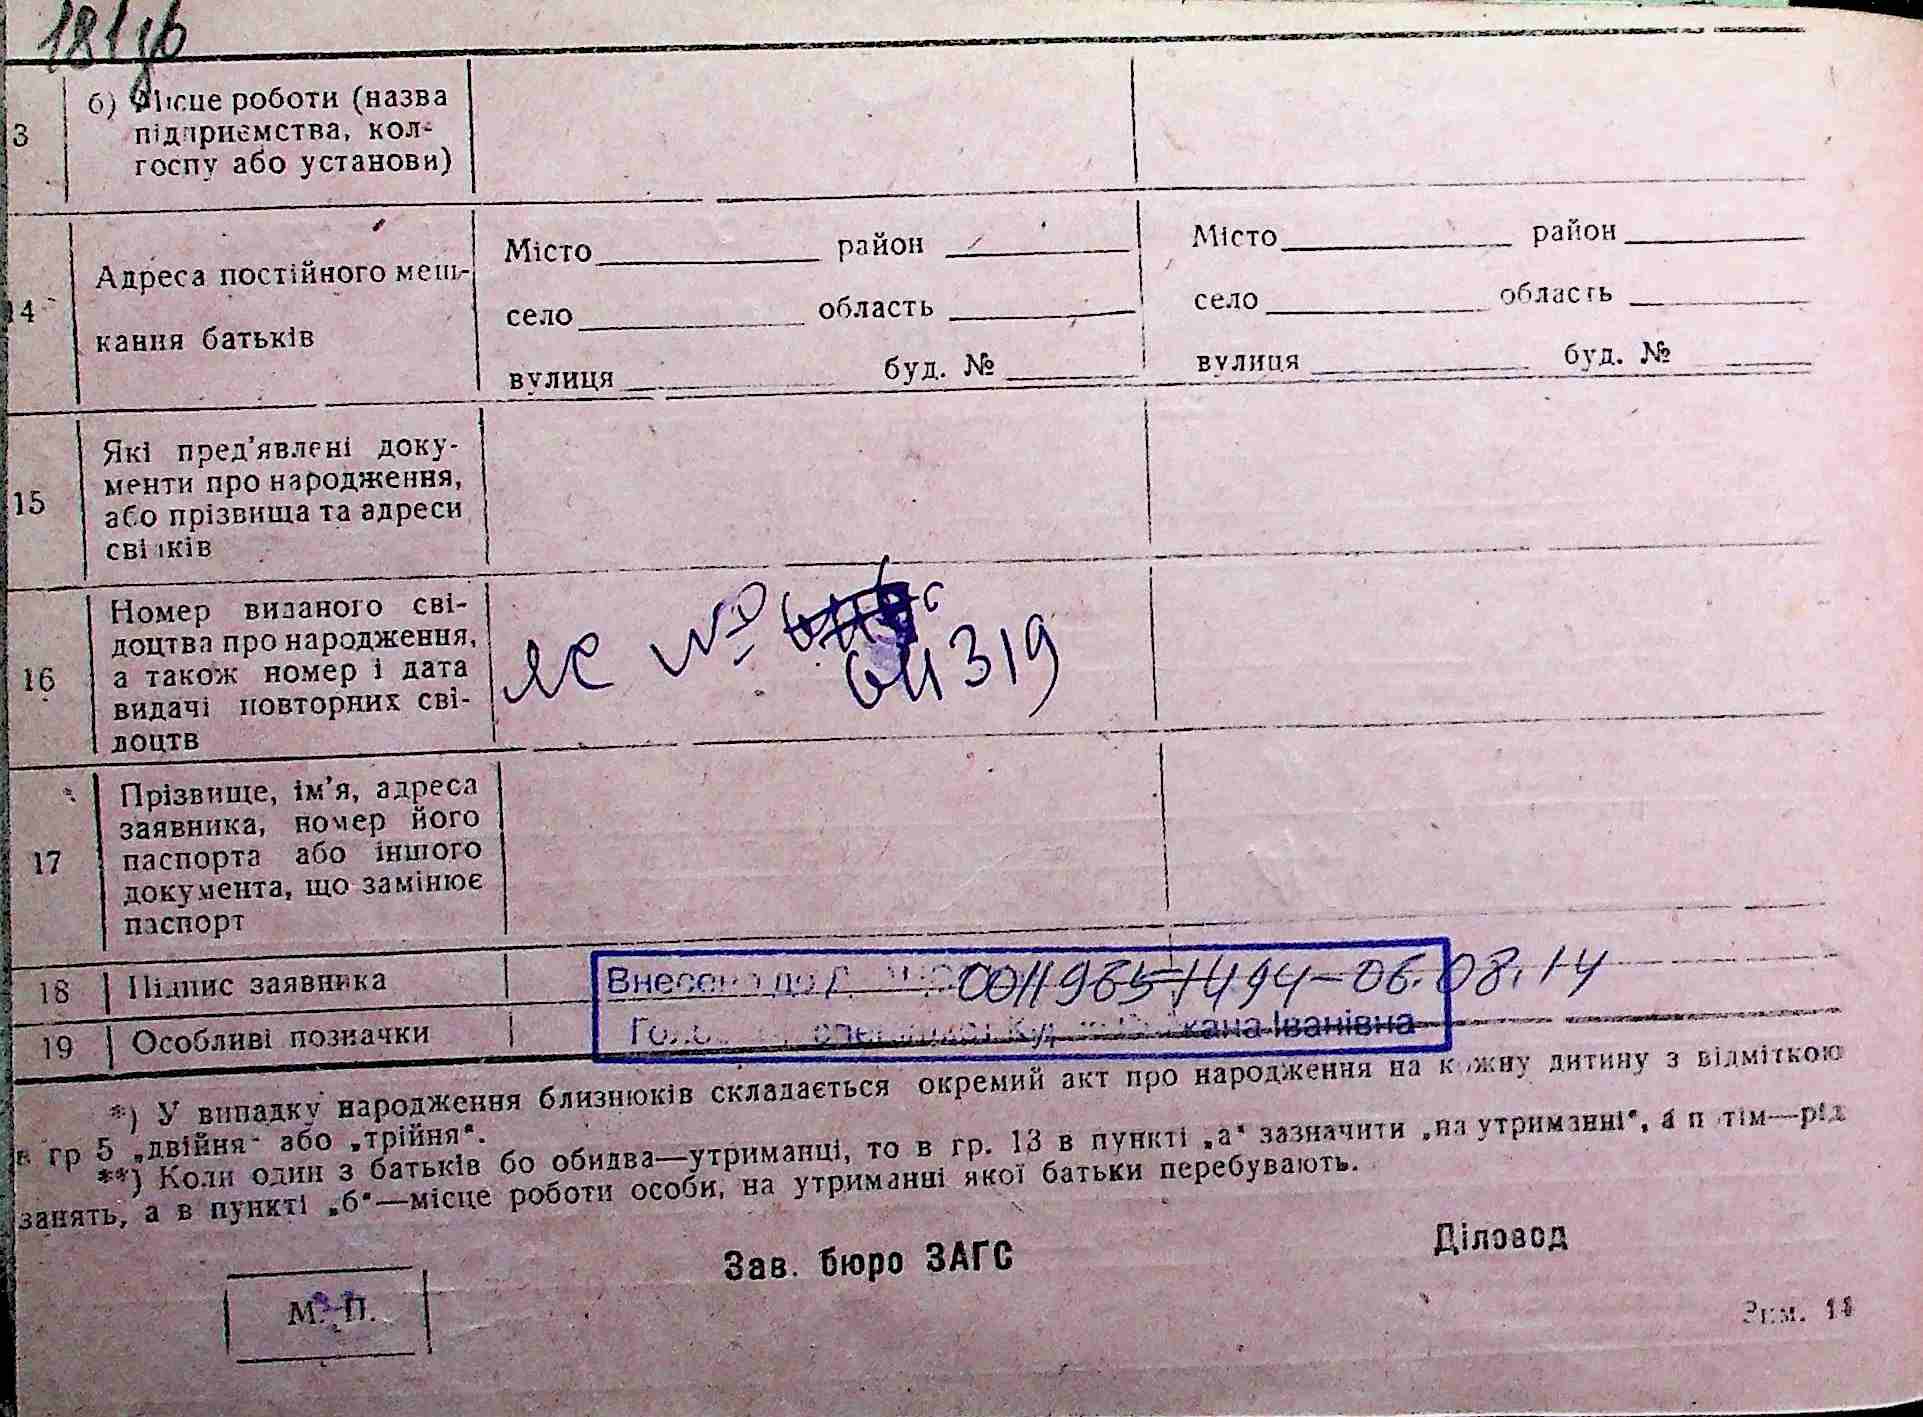 3 б) Місце роботи (назва
підприємства, кол-
госпу або установи)
14 Адреса постійного меш-
кання батьків
Місто район
село область
вулиця буд. №
Місто район
село область
вулиця буд. №
15 Які пред’явлені доку-
менти про народження,
або прізвища та адреси
свідків
16 Номер виданого сві-
доцтва про народження,
а також номер і дата
видачі повторних сві-
доцтв
ЯС №
611319
17 Прізвище, ім’я, адреса
заявника, номер його
паспорта або іншого
документа, що замінює
паспорт
18 Підпис заявника
Внесено до 00119651494-06.08.14
19 Особливі позначки
Іванівна
*) У випадку народження близнюків складається окремий акт про народження на кожну дитину з відміткою
в гр 5 „двійня“ або „трійня“.
**) Коли один з батьків бо обидва—утриманці, то в гр. 13 в пункті „а“ зазначити „на утриманні“, а п тім—рід
занять, а в пункті „б“—місце роботи особи, на утриманні якої батьки перебувають.
Зав. бюро ЗАГС
Діловод
М. П.